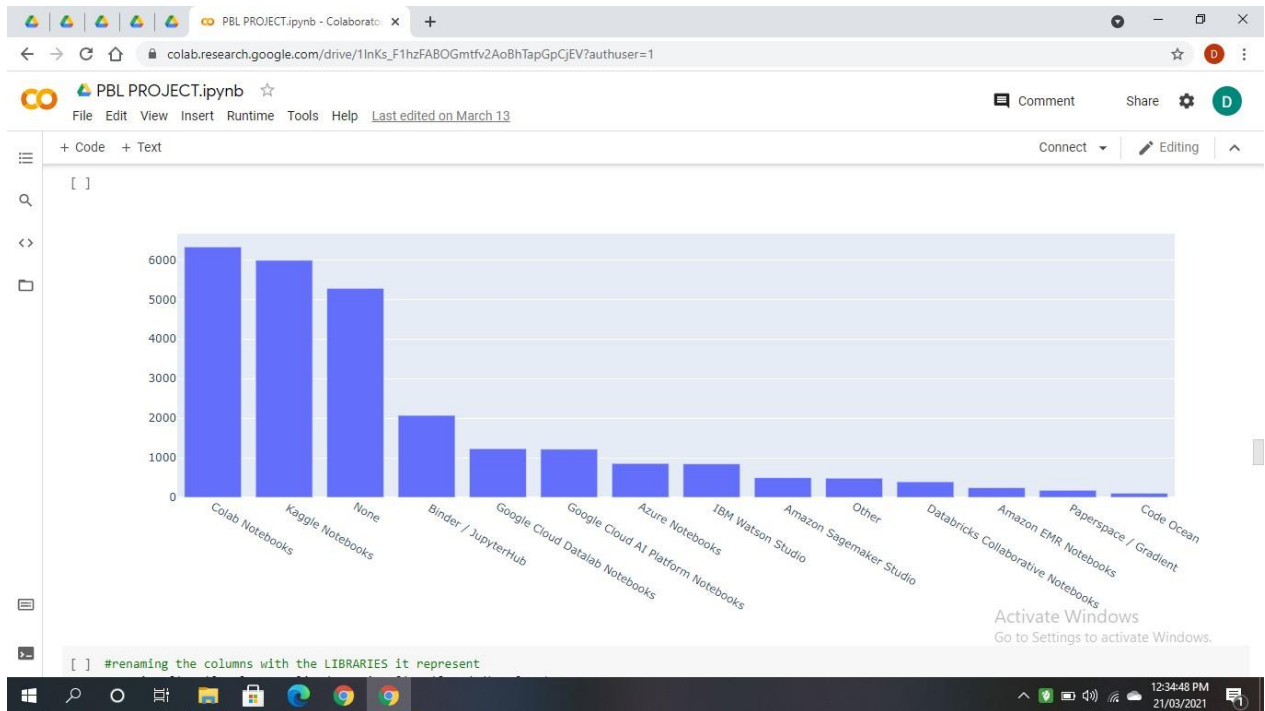 PBL PROJECT.ipynb - Colaborato
colab.research.google.com/drive/1InKs_F1hzFABOGmtfv2AoBhTapGpCjEV?authuser=1
D
PBL PROJECT.ipynb
Comment
Share
D
File Edit View Insert Runtime Tools Help Last edited on March 13
+ Code + Text
Connect
Editing
[ ]
6000
5000
4000
3000
2000
1000
0
Colab Notebooks
Kaggle Notebooks
None
Binder / JupyterHub
Google Cloud Datalab Notebooks
Google Cloud AI Platform Notebooks
Azure Notebooks
IBM Watson Studio
Amazon Sagemaker Studio
Other
Databricks Collaborative Notebooks
Amazon EMR Notebooks
Paperspace / Gradient
Code Ocean
Activate Windows
Go to Settings to activate Windows.
[ ] #renaming the columns with the LIBRARIES it represent
12:34:48 PM
21/03/2021